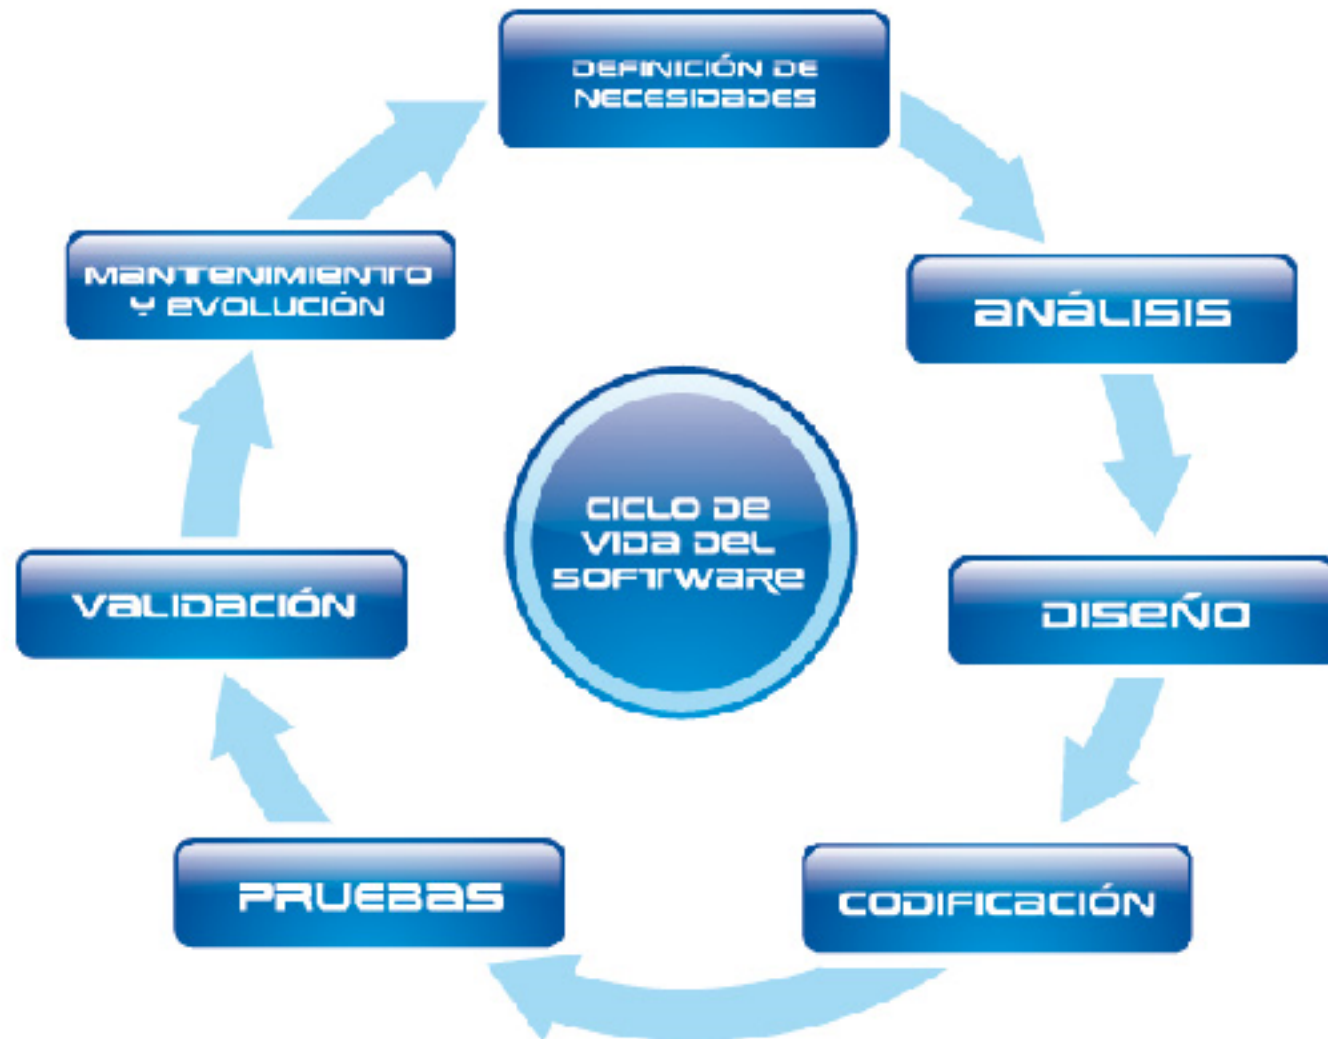 DEFINICIÓN DE
NECESIDADES
ANÁLISIS
DISEÑO
CODIFICACIÓN
PRUEBAS
VALIDACIÓN
MANTENIMIENTO
Y EVOLUCIÓN
CICLO DE
VIDA DEL
SOFTWARE